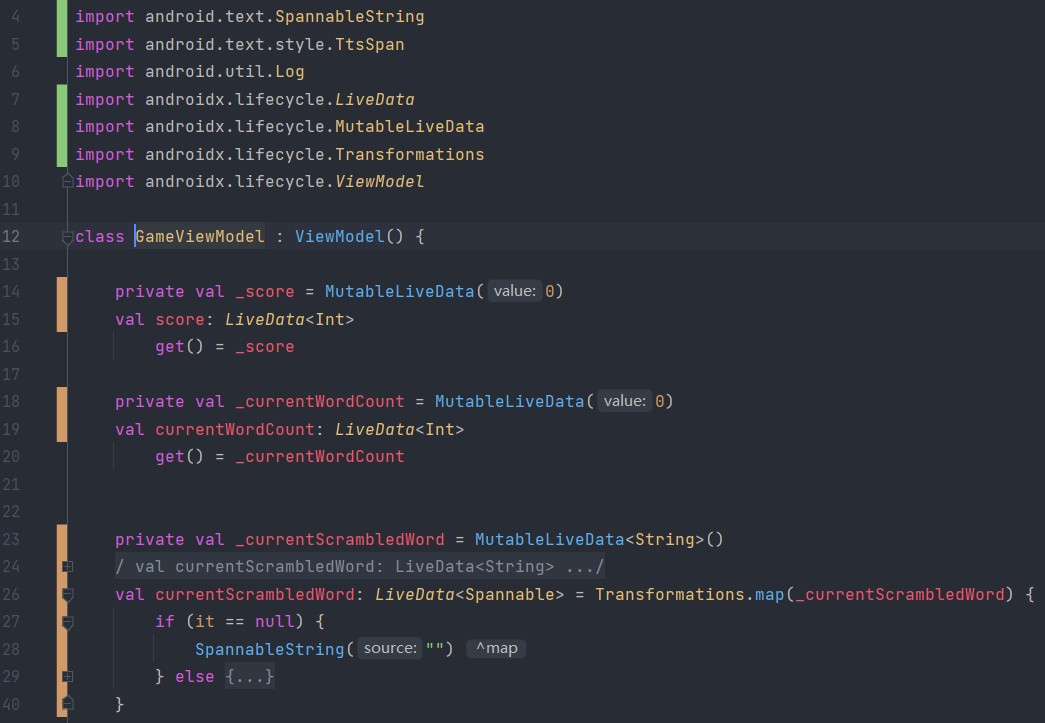 4 import android.text.SpannableString
5 import android.text.style.TtsSpan
6 import android.util.Log
7 import androidx.lifecycle.LiveData
8 import androidx.lifecycle.MutableLiveData
9 import androidx.lifecycle.Transformations
10 import androidx.lifecycle.ViewModel
11
12 class GameViewModel : ViewModel() {
13
14     private val _score = MutableLiveData( value: 0)
15     val score: LiveData<Int>
16         get() = _score
17
18     private val _currentWordCount = MutableLiveData( value: 0)
19     val currentWordCount: LiveData<Int>
20         get() = _currentWordCount
21
22
23     private val _currentScrambledWord = MutableLiveData<String>()
24     / val currentScrambledWord: LiveData<String> .../
26     val currentScrambledWord: LiveData<Spannable> = Transformations.map(_currentScrambledWord) {
27         if (it == null) {
28             SpannableString( source: "") ^map
29         } else {...}
40     }